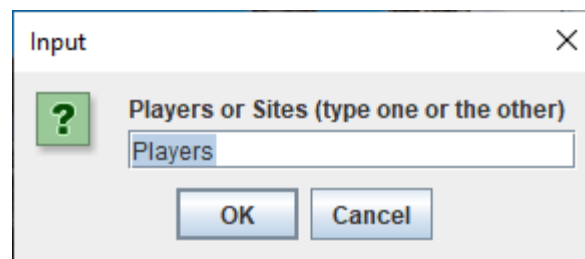 Input
?
Players or Sites (type one or the other)
Players
OK Cancel